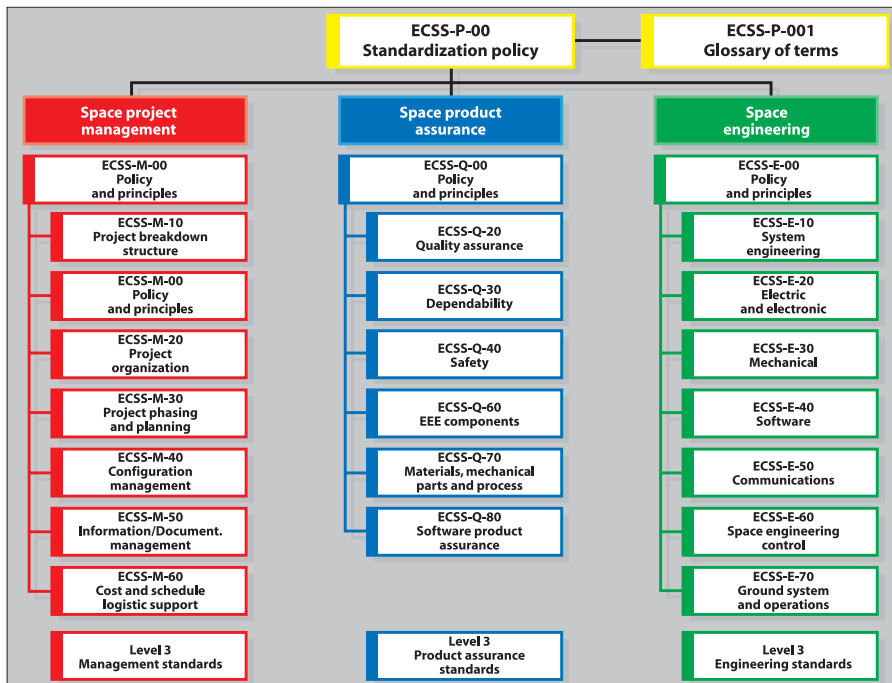 ECSS-P-00
Standardization policy
ECSS-P-001
Glossary of terms
Space project
management
ECSS-M-00
Policy
and principles
ECSS-M-10
Project breakdown
structure
ECSS-M-00
Policy
and principles
ECSS-M-20
Project
organization
ECSS-M-30
Project phasing
and planning
ECSS-M-40
Configuration
management
ECSS-M-50
Information/Document.
management
ECSS-M-60
Cost and schedule
logistic support
Level 3
Management standards
Space product
assurance
ECSS-Q-00
Policy
and principles
ECSS-Q-20
Quality assurance
ECSS-Q-30
Dependability
ECSS-Q-40
Safety
ECSS-Q-60
EEE components
ECSS-Q-70
Materials, mechanical
parts and process
ECSS-Q-80
Software product
assurance
Level 3
Product assurance
standards
Space
engineering
ECSS-E-00
Policy
and principles
ECSS-E-10
System
engineering
ECSS-E-20
Electric
and electronic
ECSS-E-30
Mechanical
ECSS-E-40
Software
ECSS-E-50
Communications
ECSS-E-60
Space engineering
control
ECSS-E-70
Ground system
and operations
Level 3
Engineering standards